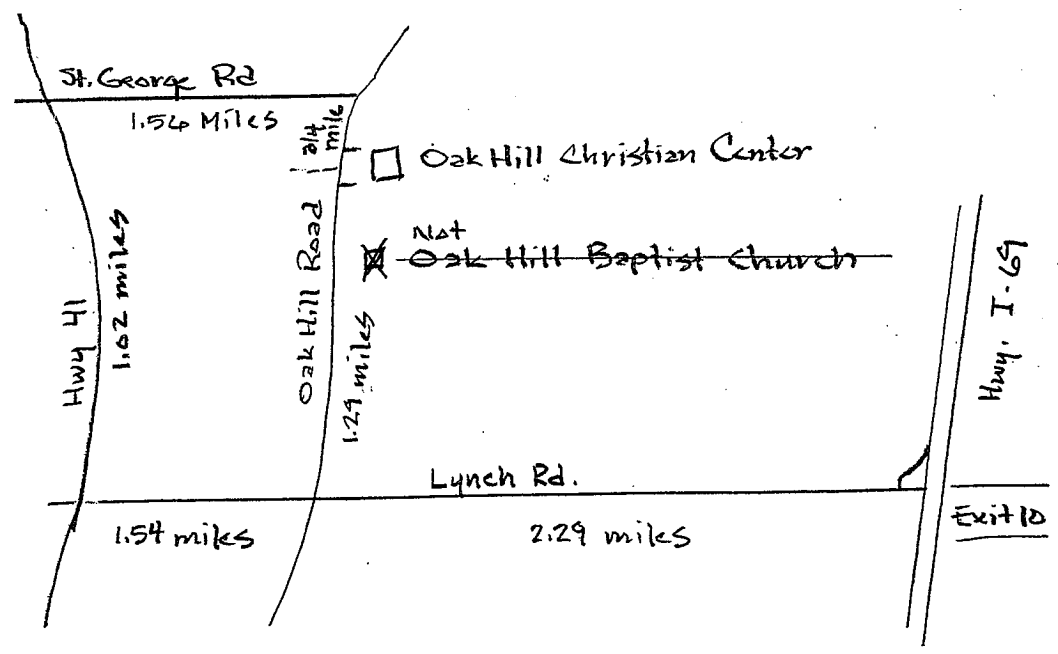 St. George Rd
1.56 Miles
3/4 mile
Oak Hill Christian Center
Not
Oak Hill Baptist Church
Oak Hill Road
1.29 miles
Hwy 41
1.02 miles
Hwy. I-69
Lynch Rd.
1.54 miles
2.29 miles
Exit 10